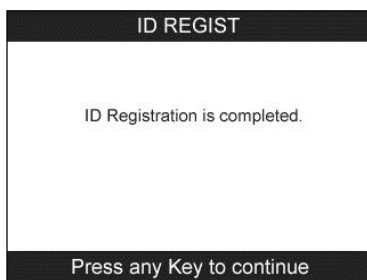 ID REGIST
ID Registration is completed.
Press any Key to continue